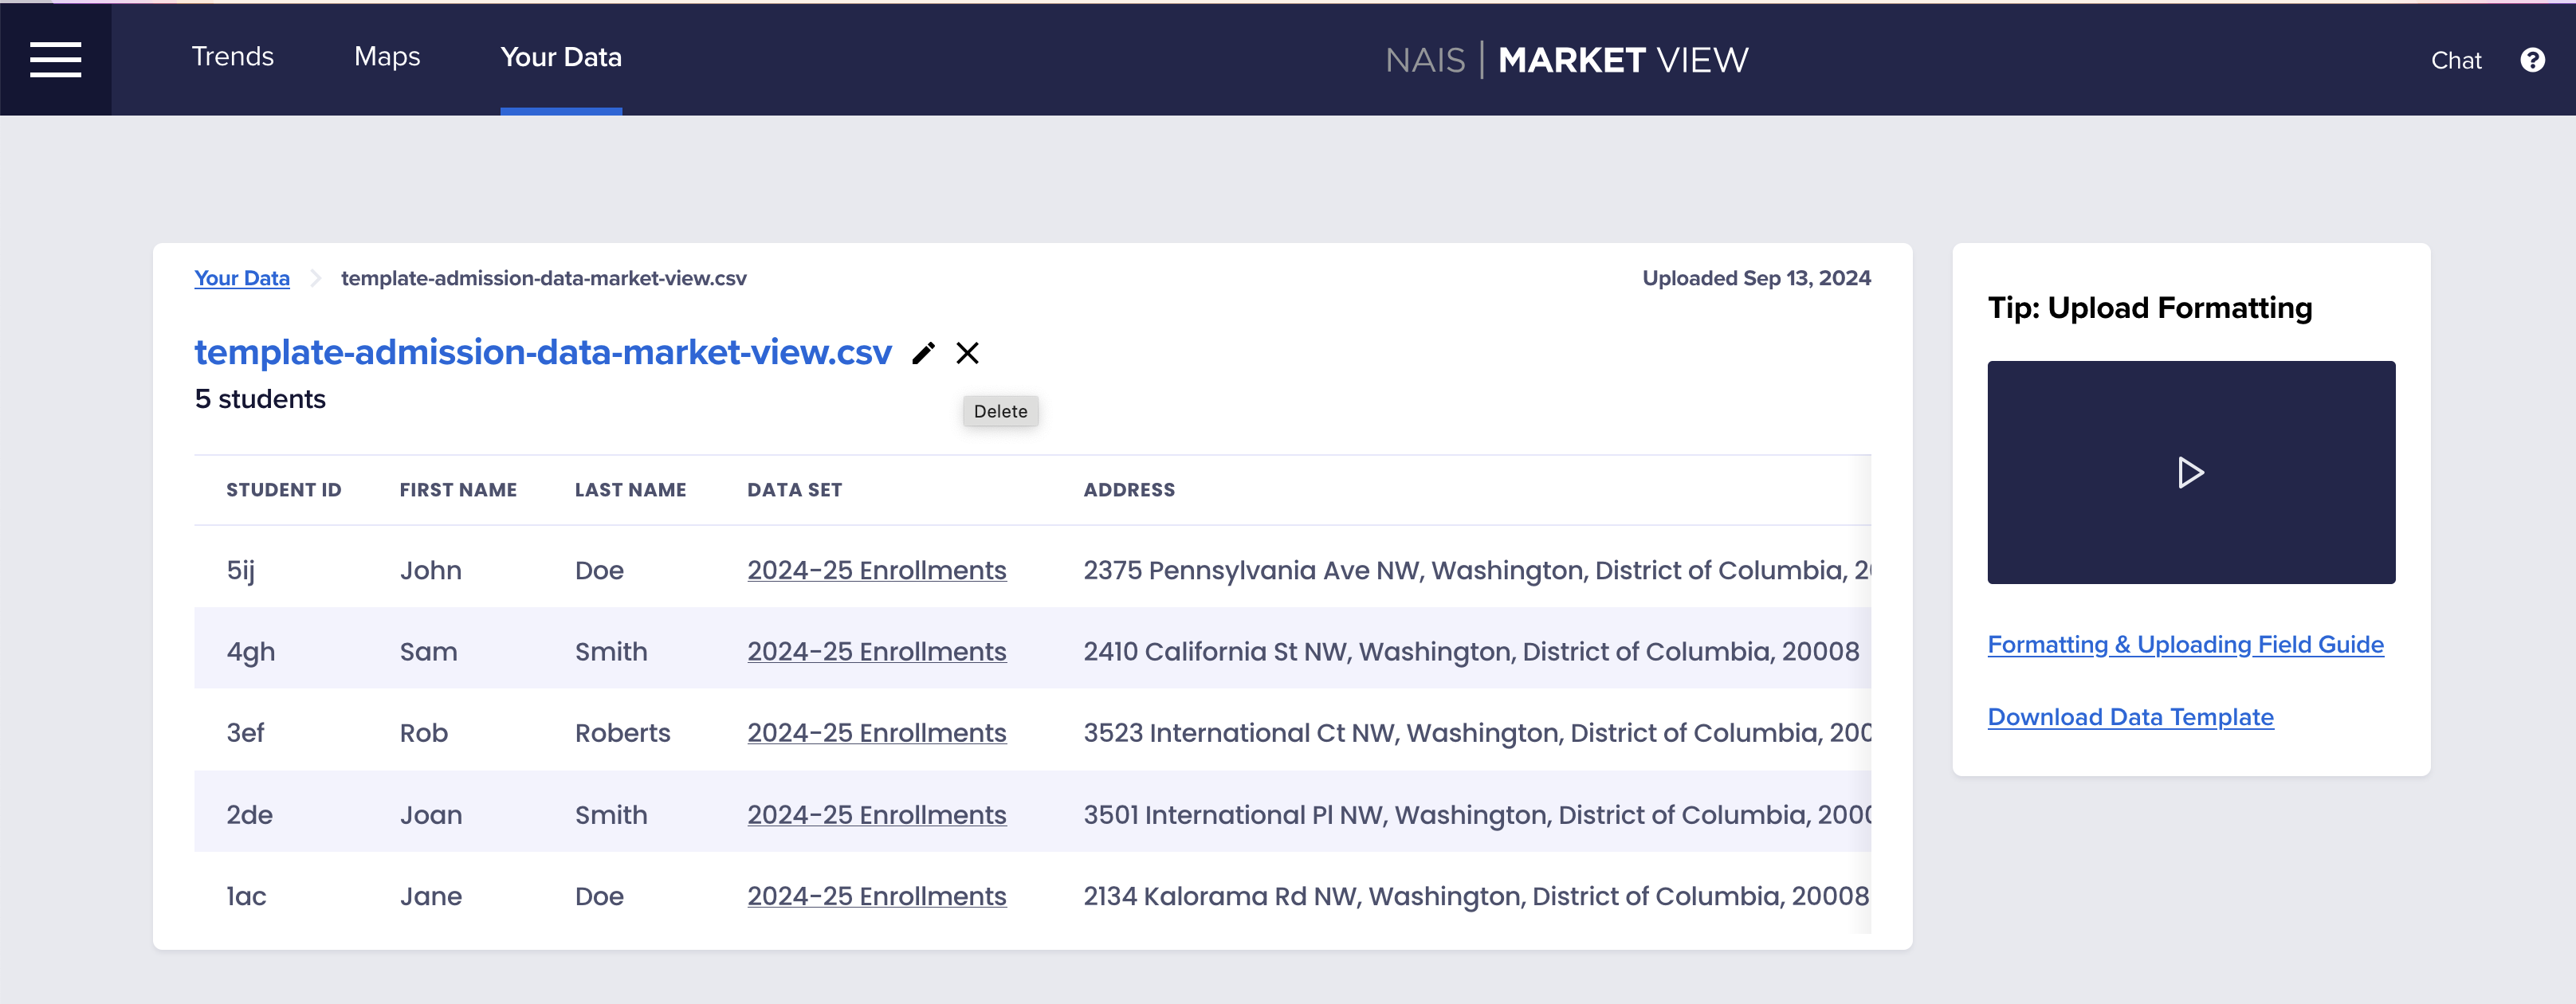 Trends Maps Your Data NAIS | MARKET VIEW Chat ?
Your Data template-admission-data-market-view.csv Uploaded Sep 13, 2024
template-admission-data-market-view.csv
5 students
Delete
STUDENT ID FIRST NAME LAST NAME DATA SET ADDRESS
5ij John Doe 2024-25 Enrollments 2375 Pennsylvania Ave NW, Washington, District of Columbia, 2
4gh Sam Smith 2024-25 Enrollments 2410 California St NW, Washington, District of Columbia, 20008
3ef Rob Roberts 2024-25 Enrollments 3523 International Ct NW, Washington, District of Columbia, 200
2de Joan Smith 2024-25 Enrollments 3501 International Pl NW, Washington, District of Columbia, 200
1ac Jane Doe 2024-25 Enrollments 2134 Kalorama Rd NW, Washington, District of Columbia, 20008
Tip: Upload Formatting
Formatting & Uploading Field Guide
Download Data Template